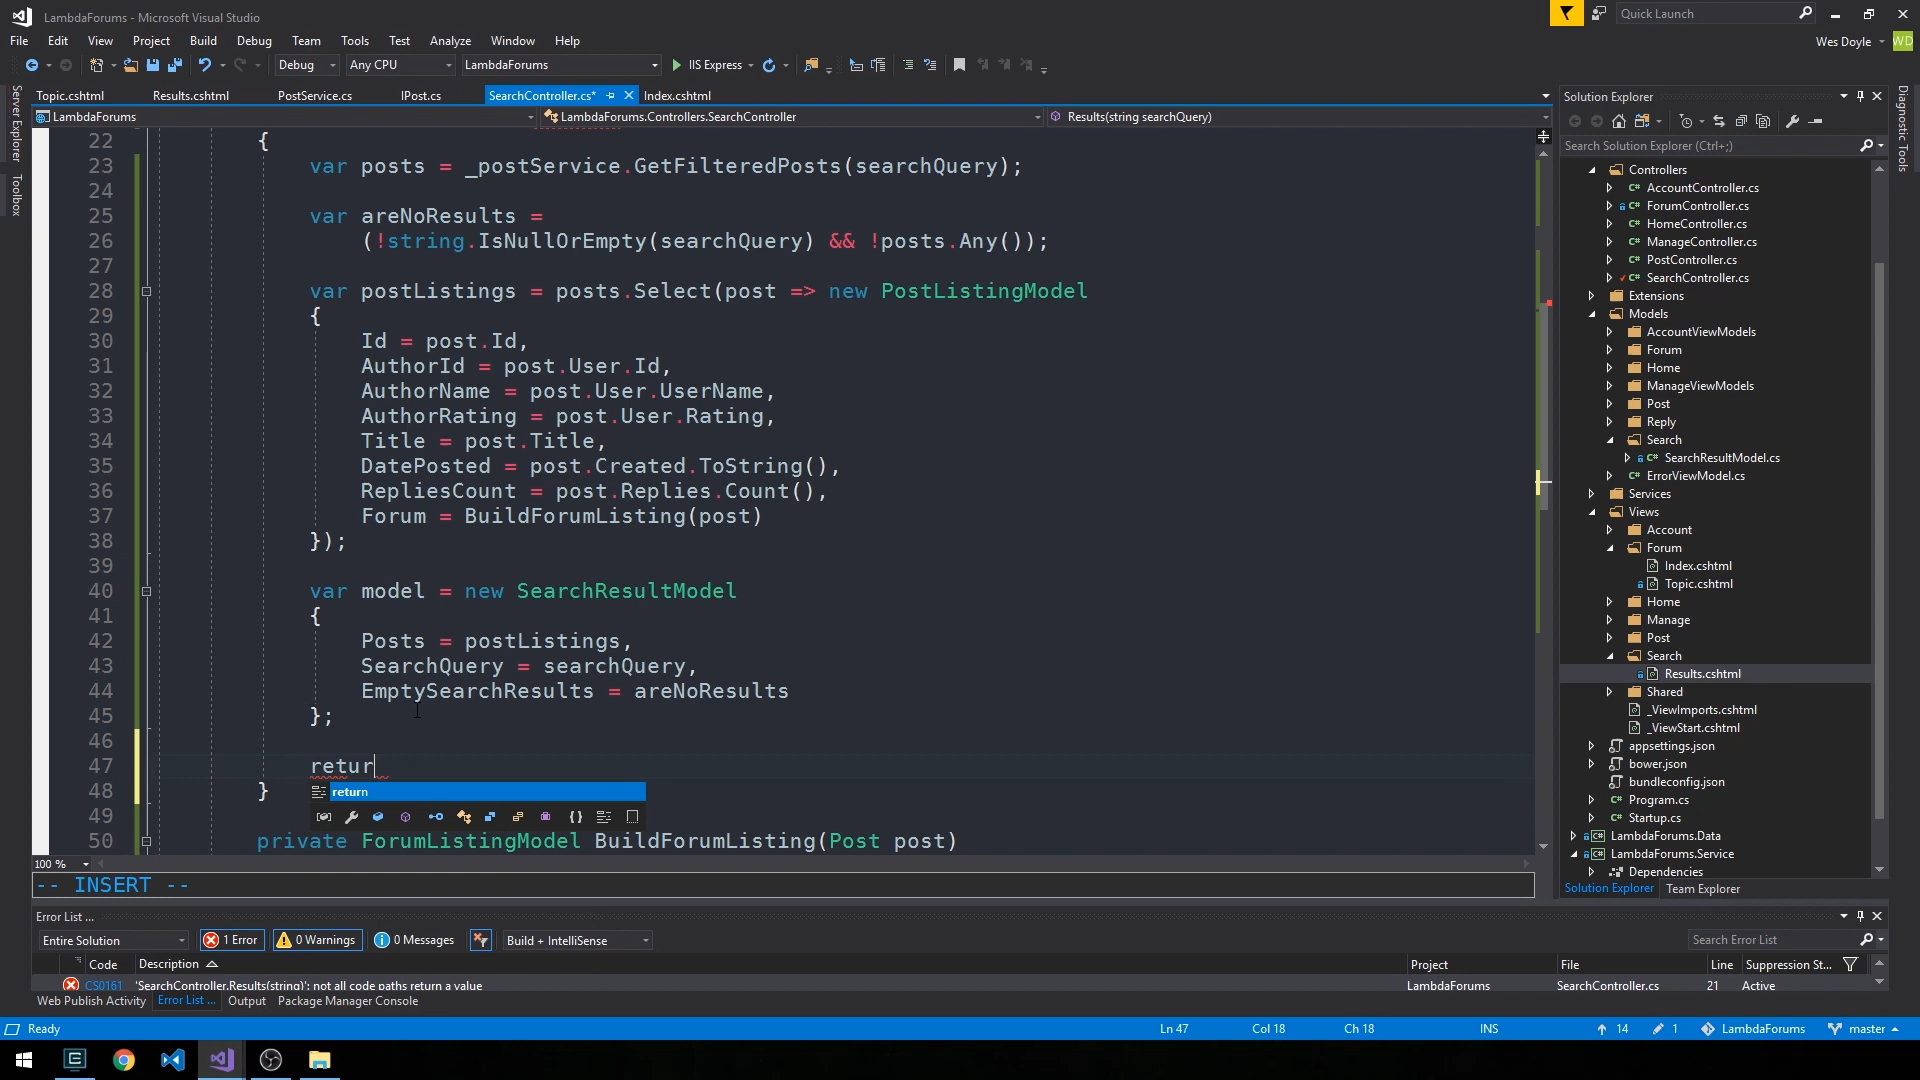 LambdaForums - Microsoft Visual Studio
Quick Launch
File Edit View Project Build Debug Team Tools Test Analyze Window Help
Wes Doyle WD
Debug Any CPU LambdaForums IIS Express
Topic.cshtml Results.cshtml PostService.cs IPost.cs SearchController.cs* Index.cshtml
LambdaForums LambdaForums.Controllers.SearchController Results(string searchQuery)
Server Explorer
Toolbox
22 {
23 var posts = _postService.GetFilteredPosts(searchQuery);
24
25 var areNoResults =
26 (!string.IsNullOrEmpty(searchQuery) && !posts.Any());
27
28 var postListings = posts.Select(post => new PostListingModel
29 {
30 Id = post.Id,
31 AuthorId = post.User.Id,
32 AuthorName = post.User.UserName,
33 AuthorRating = post.User.Rating,
34 Title = post.Title,
35 DatePosted = post.Created.ToString(),
36 RepliesCount = post.Replies.Count(),
37 Forum = BuildForumListing(post)
38 });
39
40 var model = new SearchResultModel
41 {
42 Posts = postListings,
43 SearchQuery = searchQuery,
44 EmptySearchResults = areNoResults
45 };
46
47 retur
48 }
return
49
50 private ForumListingModel BuildForumListing(Post post)
100 %
-- INSERT --
Solution Explorer
Search Solution Explorer (Ctrl+;)
Controllers
C# AccountController.cs
C# ForumController.cs
C# HomeController.cs
C# ManageController.cs
C# PostController.cs
C# SearchController.cs
Extensions
Models
AccountViewModels
Forum
Home
ManageViewModels
Post
Reply
Search
C# SearchResultModel.cs
C# ErrorViewModel.cs
Services
Views
Account
Forum
Index.cshtml
Topic.cshtml
Home
Manage
Post
Search
Results.cshtml
Shared
_ViewImports.cshtml
_ViewStart.cshtml
appsettings.json
bower.json
bundleconfig.json
C# Program.cs
C# Startup.cs
C# LambdaForums.Data
C# LambdaForums.Service
Dependencies
Solution Explorer Team Explorer
Diagnostic Tools
Error List ...
Entire Solution 1 Error 0 Warnings 0 Messages Build + IntelliSense Search Error List
Code Description Project File Line Suppression St...
CS0161 'SearchController.Results(string)': not all code paths return a value LambdaForums SearchController.cs 21 Active
Web Publish Activity Error List ... Output Package Manager Console
Ready Ln 47 Col 18 Ch 18 INS 14 1 LambdaForums master